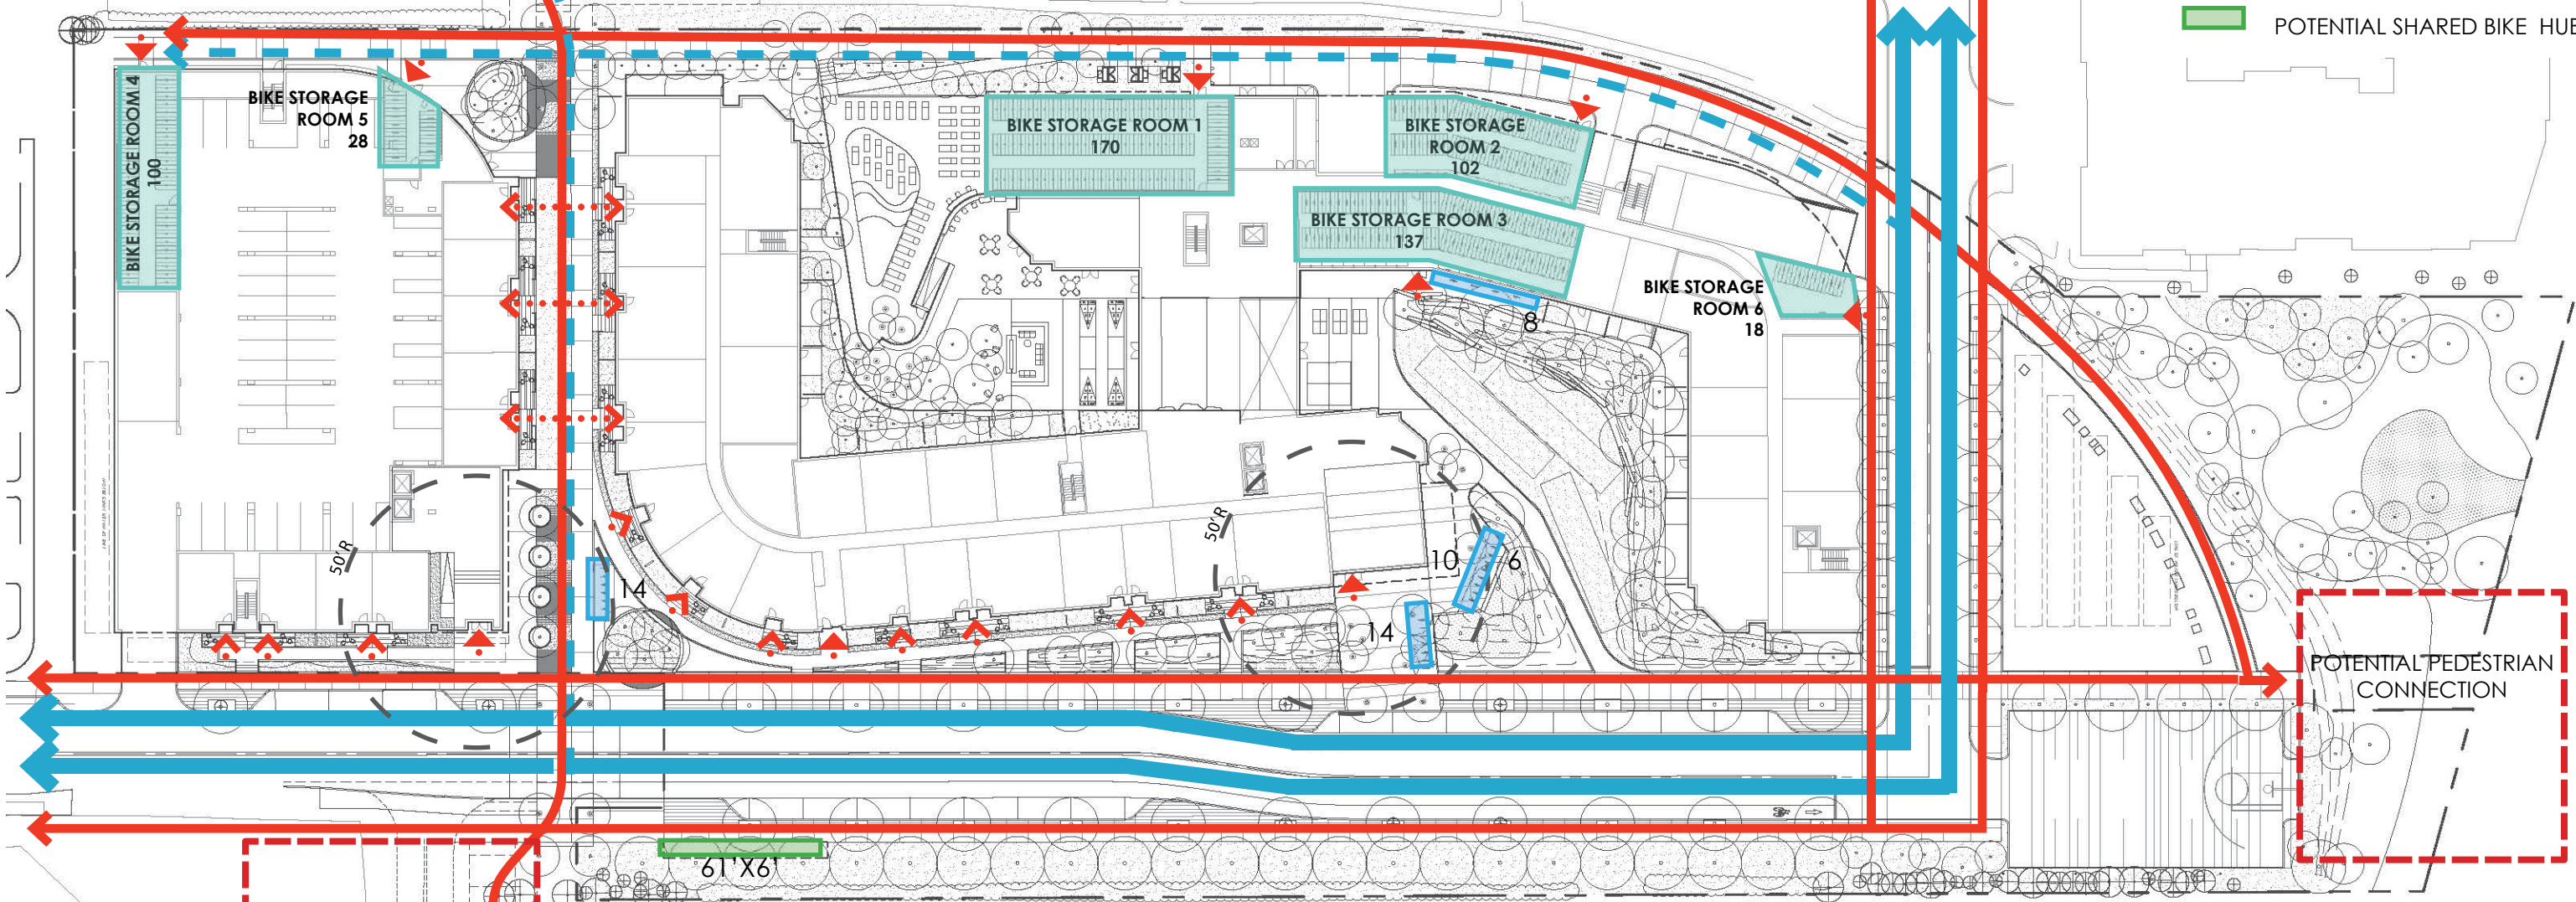 POTENTIAL SHARED BIKE HUB
BIKE STORAGE ROOM 4
100
BIKE STORAGE
ROOM 5
28
BIKE STORAGE ROOM 1
170
BIKE STORAGE
ROOM 2
102
BIKE STORAGE ROOM 3
137
BIKE STORAGE
ROOM 6
18
8
50'R
50'R
14
10
6
14
POTENTIAL PEDESTRIAN
CONNECTION
61'X6'